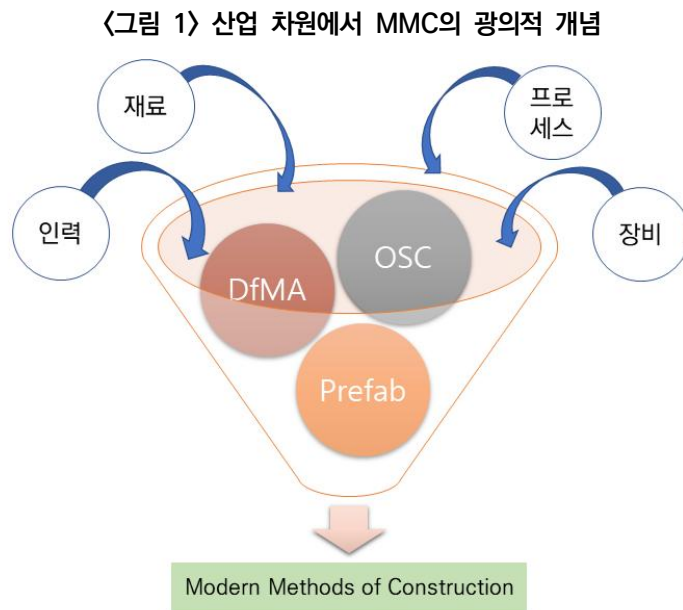 <그림 1> 산업 차원에서 MMC의 광의적 개념
재료
프로
세스
인력
장비
DfMA
OSC
Prefab
Modern Methods of Construction